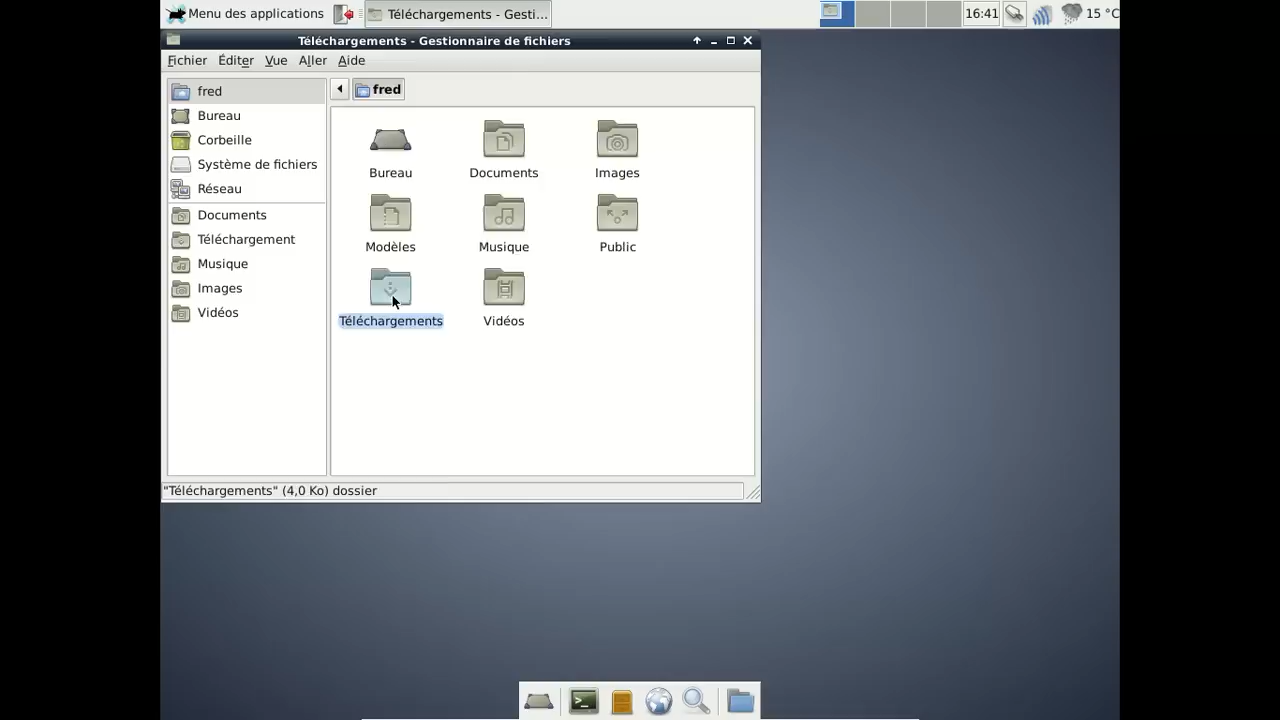 Menu des applications
Téléchargements - Gesti...
16:41
15 °C
Téléchargements - Gestionnaire de fichiers
Fichier Éditer Vue Aller Aide
fred
Bureau
Corbeille
Système de fichiers
Réseau
Documents
Téléchargement
Musique
Images
Vidéos
fred
Bureau Documents Images
Modèles Musique Public
Téléchargements Vidéos
"Téléchargements" (4,0 Ko) dossier